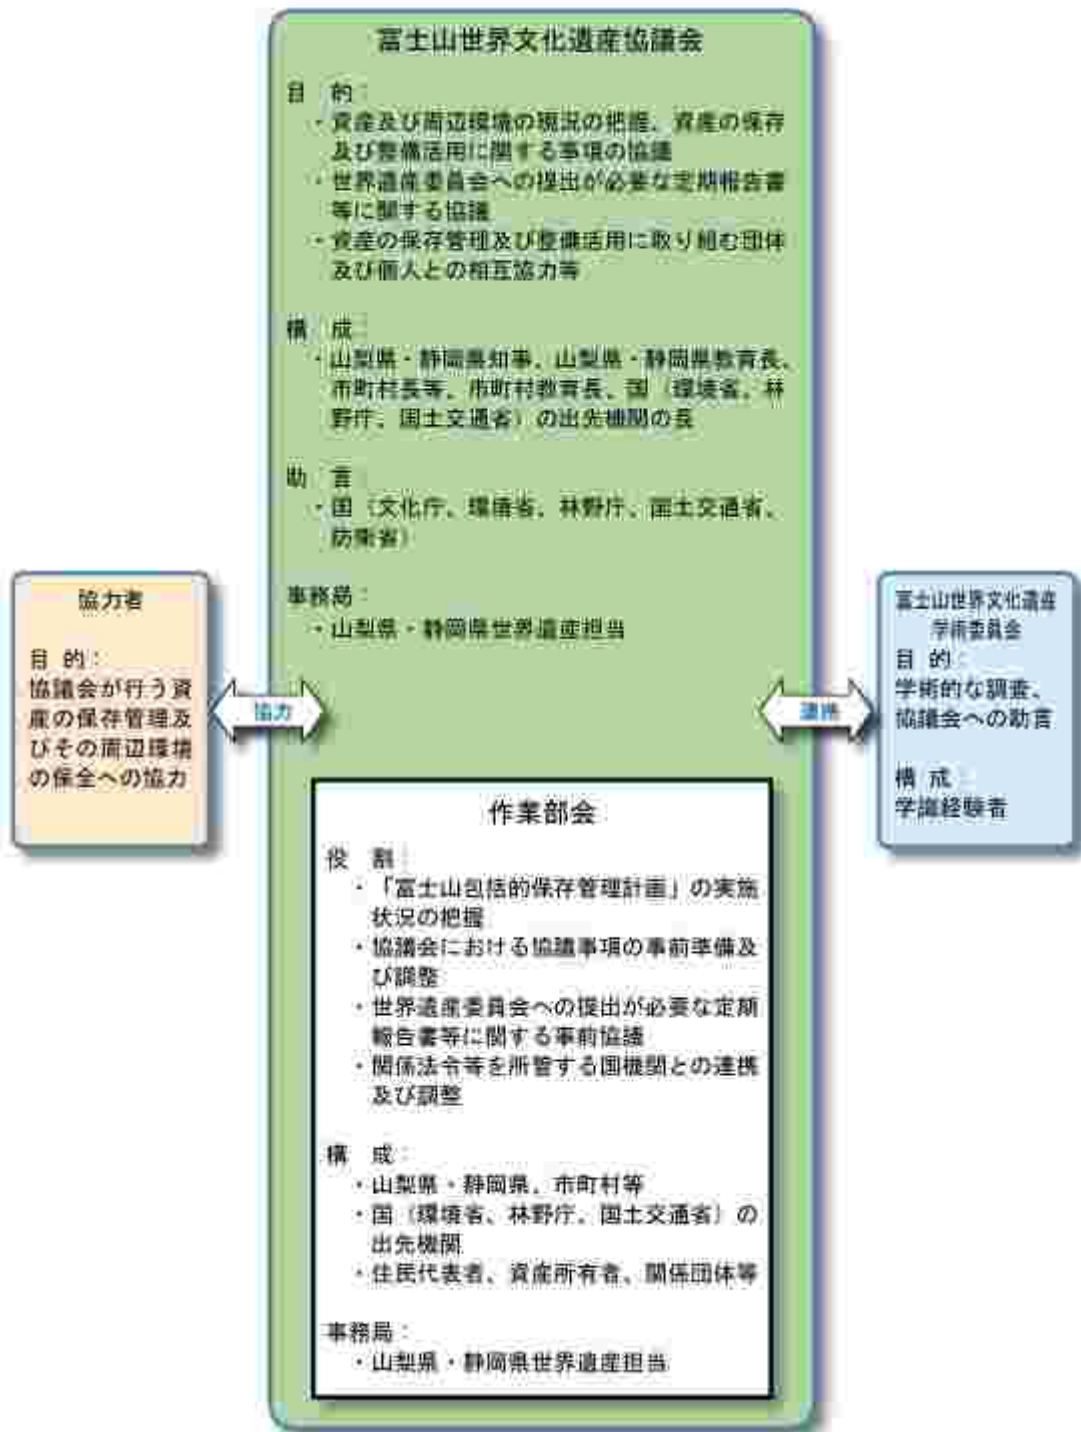 富士山世界文化遺産協議会
目　的：
・資産及び周辺環境の現況の把握、資産の保存
及び整備活用に関する事項の協議
・世界遺産委員会への提出が必要な定期報告書
等に関する協議
・資産の保存管理及び整備活用に取り組む団体
及び個人との相互協力等
構　成：
・山梨県・静岡県知事、山梨県・静岡県教育長、
市町村長等、市町村教育長、国（環境省、林
野庁、国土交通省）の出先機関の長
助　言：
・国（文化庁、環境省、林野庁、国土交通省、
防衛省）
事務局：
・山梨県・静岡県世界遺産担当
協力者
目 的：
協議会が行う資
産の保存管理及
びその周辺環境
の保全への協力
協力
連携
富士山世界文化遺産
学術委員会
目 的：
学術的な調査、
協議会への助言
構 成：
学識経験者
作業部会
役　割：
・「富士山包括的保存管理計画」の実施
状況の把握
・協議会における協議事項の事前準備及
び調整
・世界遺産委員会への提出が必要な定期
報告書等に関する事前協議
・関係法令等を所管する国機関との連携
及び調整
構　成：
・山梨県・静岡県、市町村等
・国（環境省、林野庁、国土交通省）の
出先機関
・住民代表者、資産所有者、関係団体等
事務局：
・山梨県・静岡県世界遺産担当